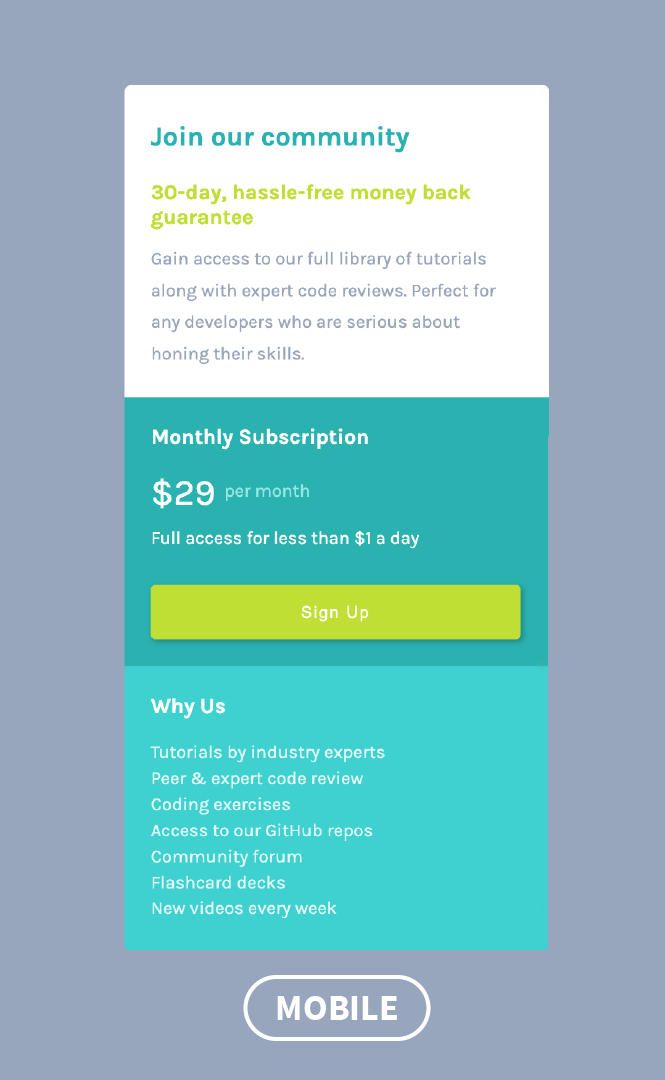 Join our community
30-day, hassle-free money back
guarantee
Gain access to our full library of tutorials
along with expert code reviews. Perfect for
any developers who are serious about
honing their skills.
Monthly Subscription
$29 per month
Full access for less than $1 a day
Sign Up
Why Us
Tutorials by industry experts
Peer & expert code review
Coding exercises
Access to our GitHub repos
Community forum
Flashcard decks
New videos every week
MOBILE